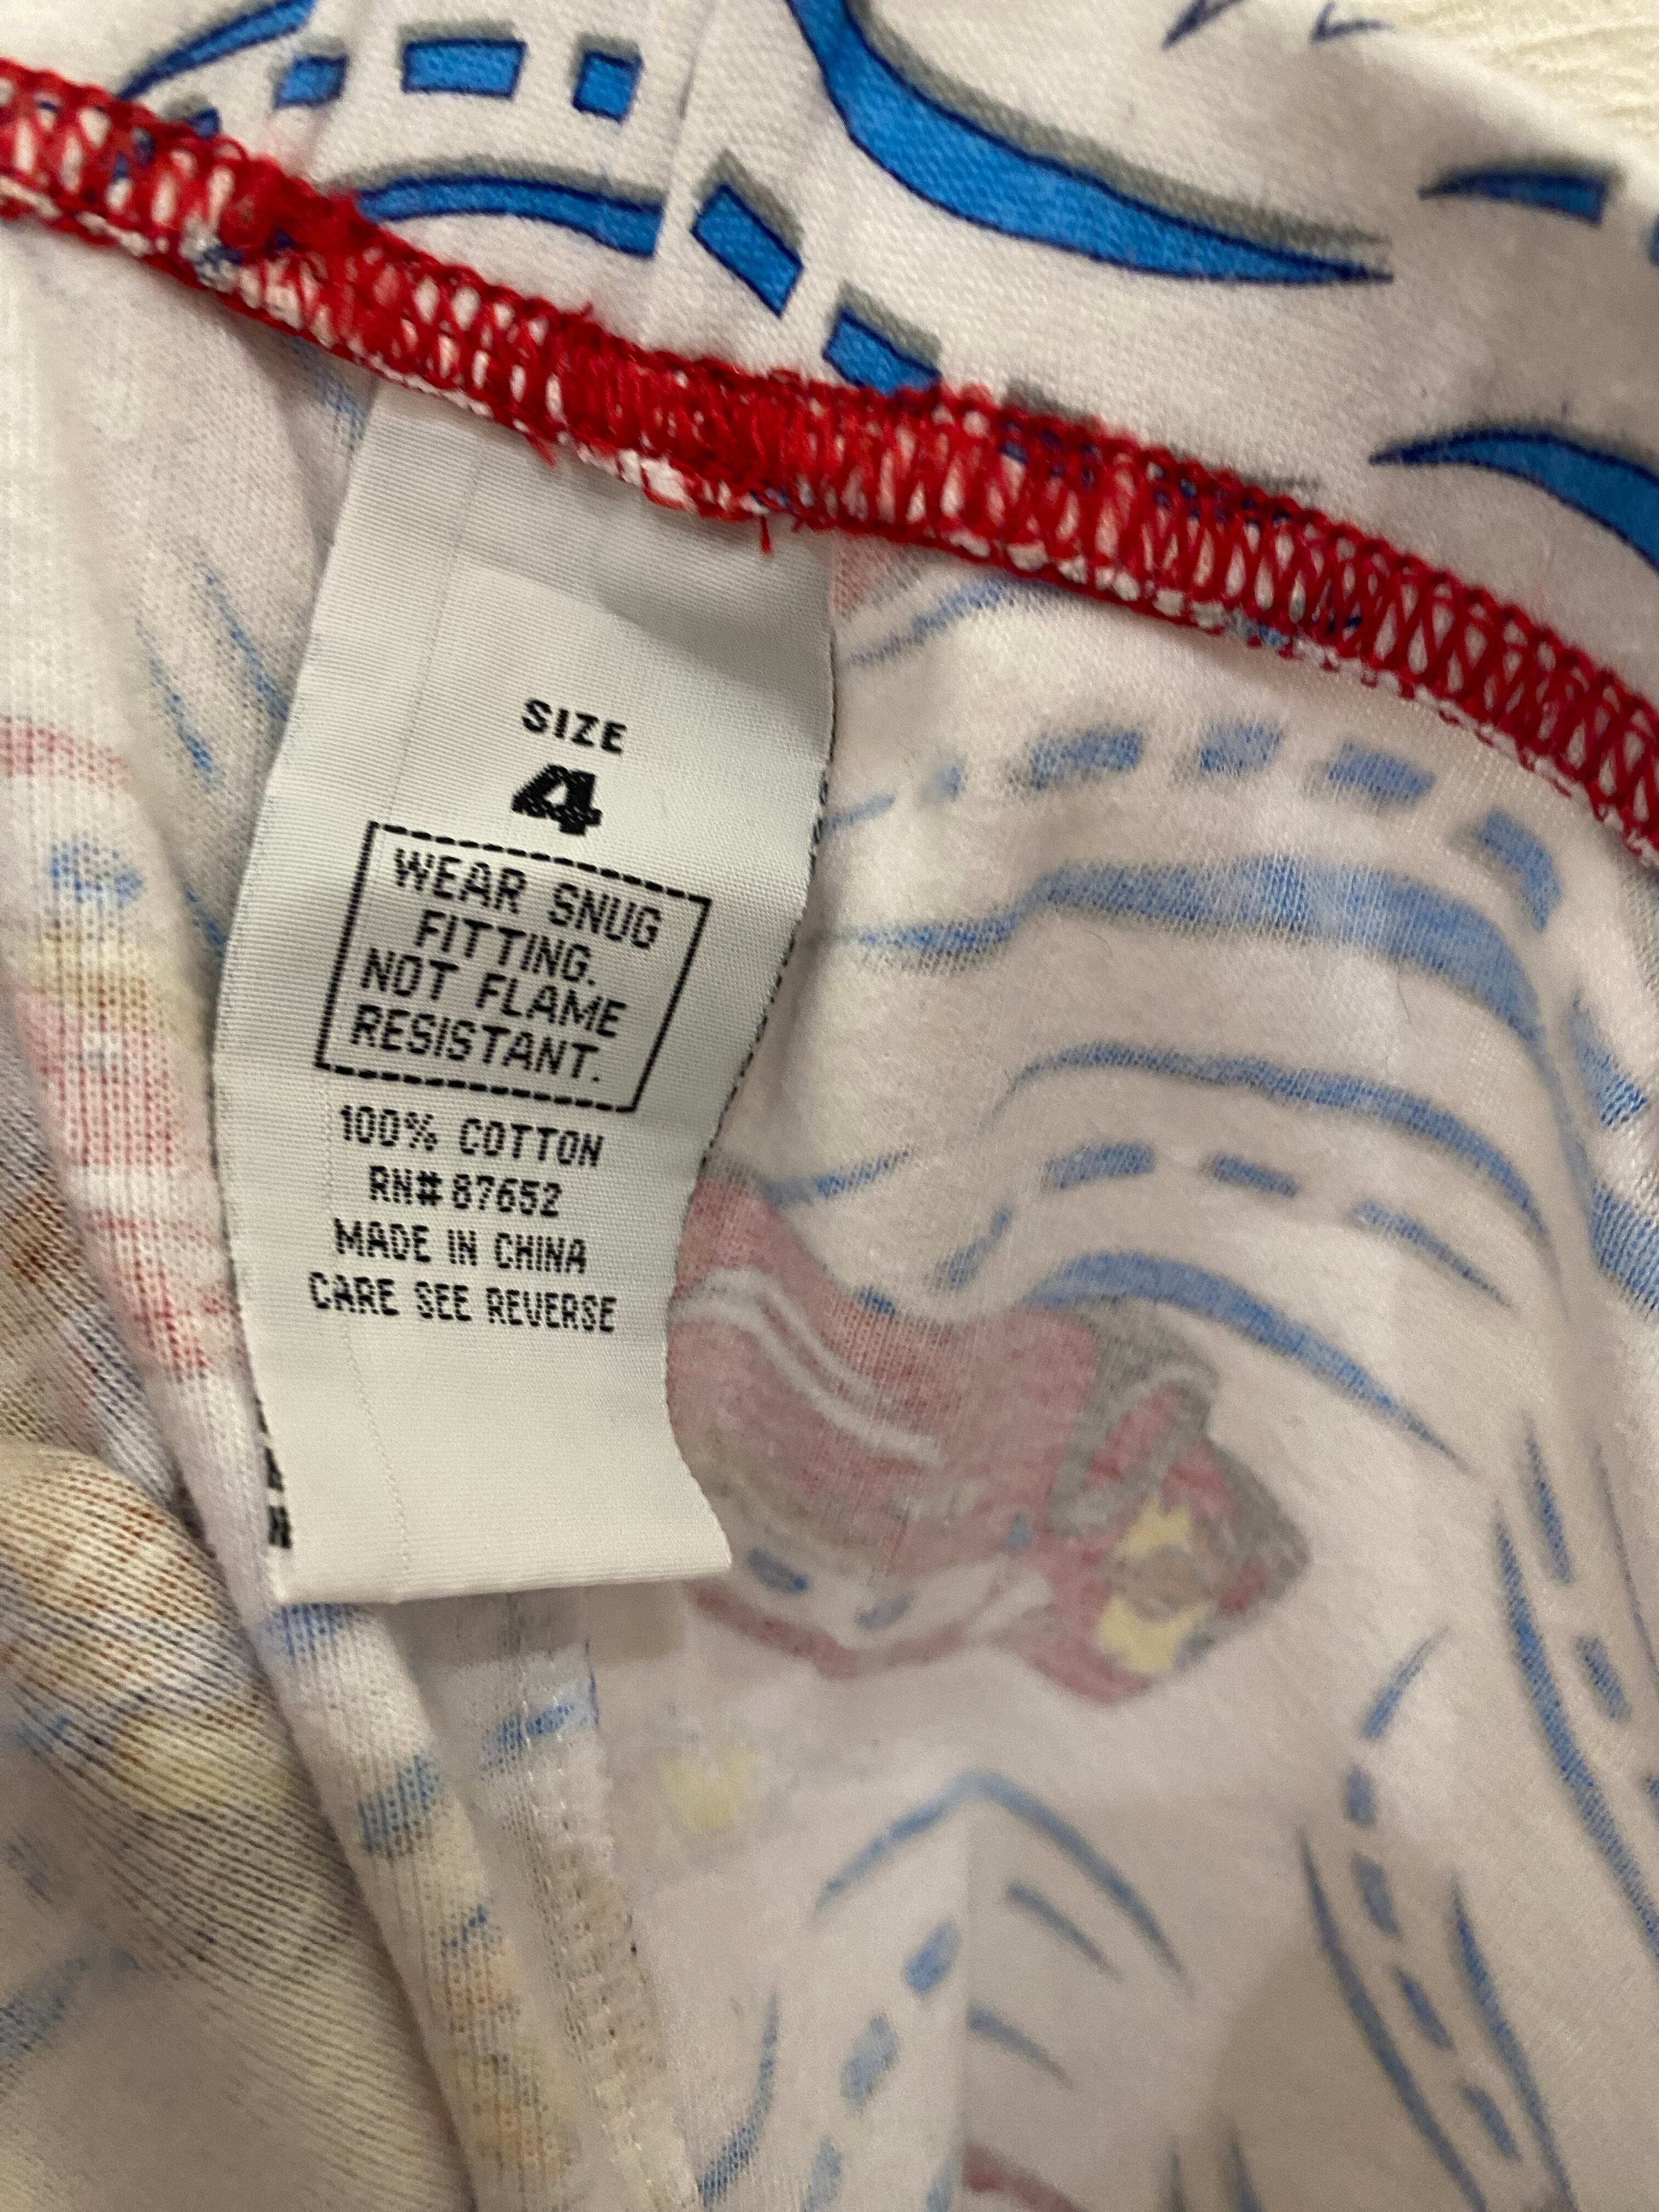 SIZE
4
WEAR SNUG
FITTING.
NOT FLAME
RESISTANT.
100% COTTON
RN# 87652
MADE IN CHINA
CARE SEE REVERSE